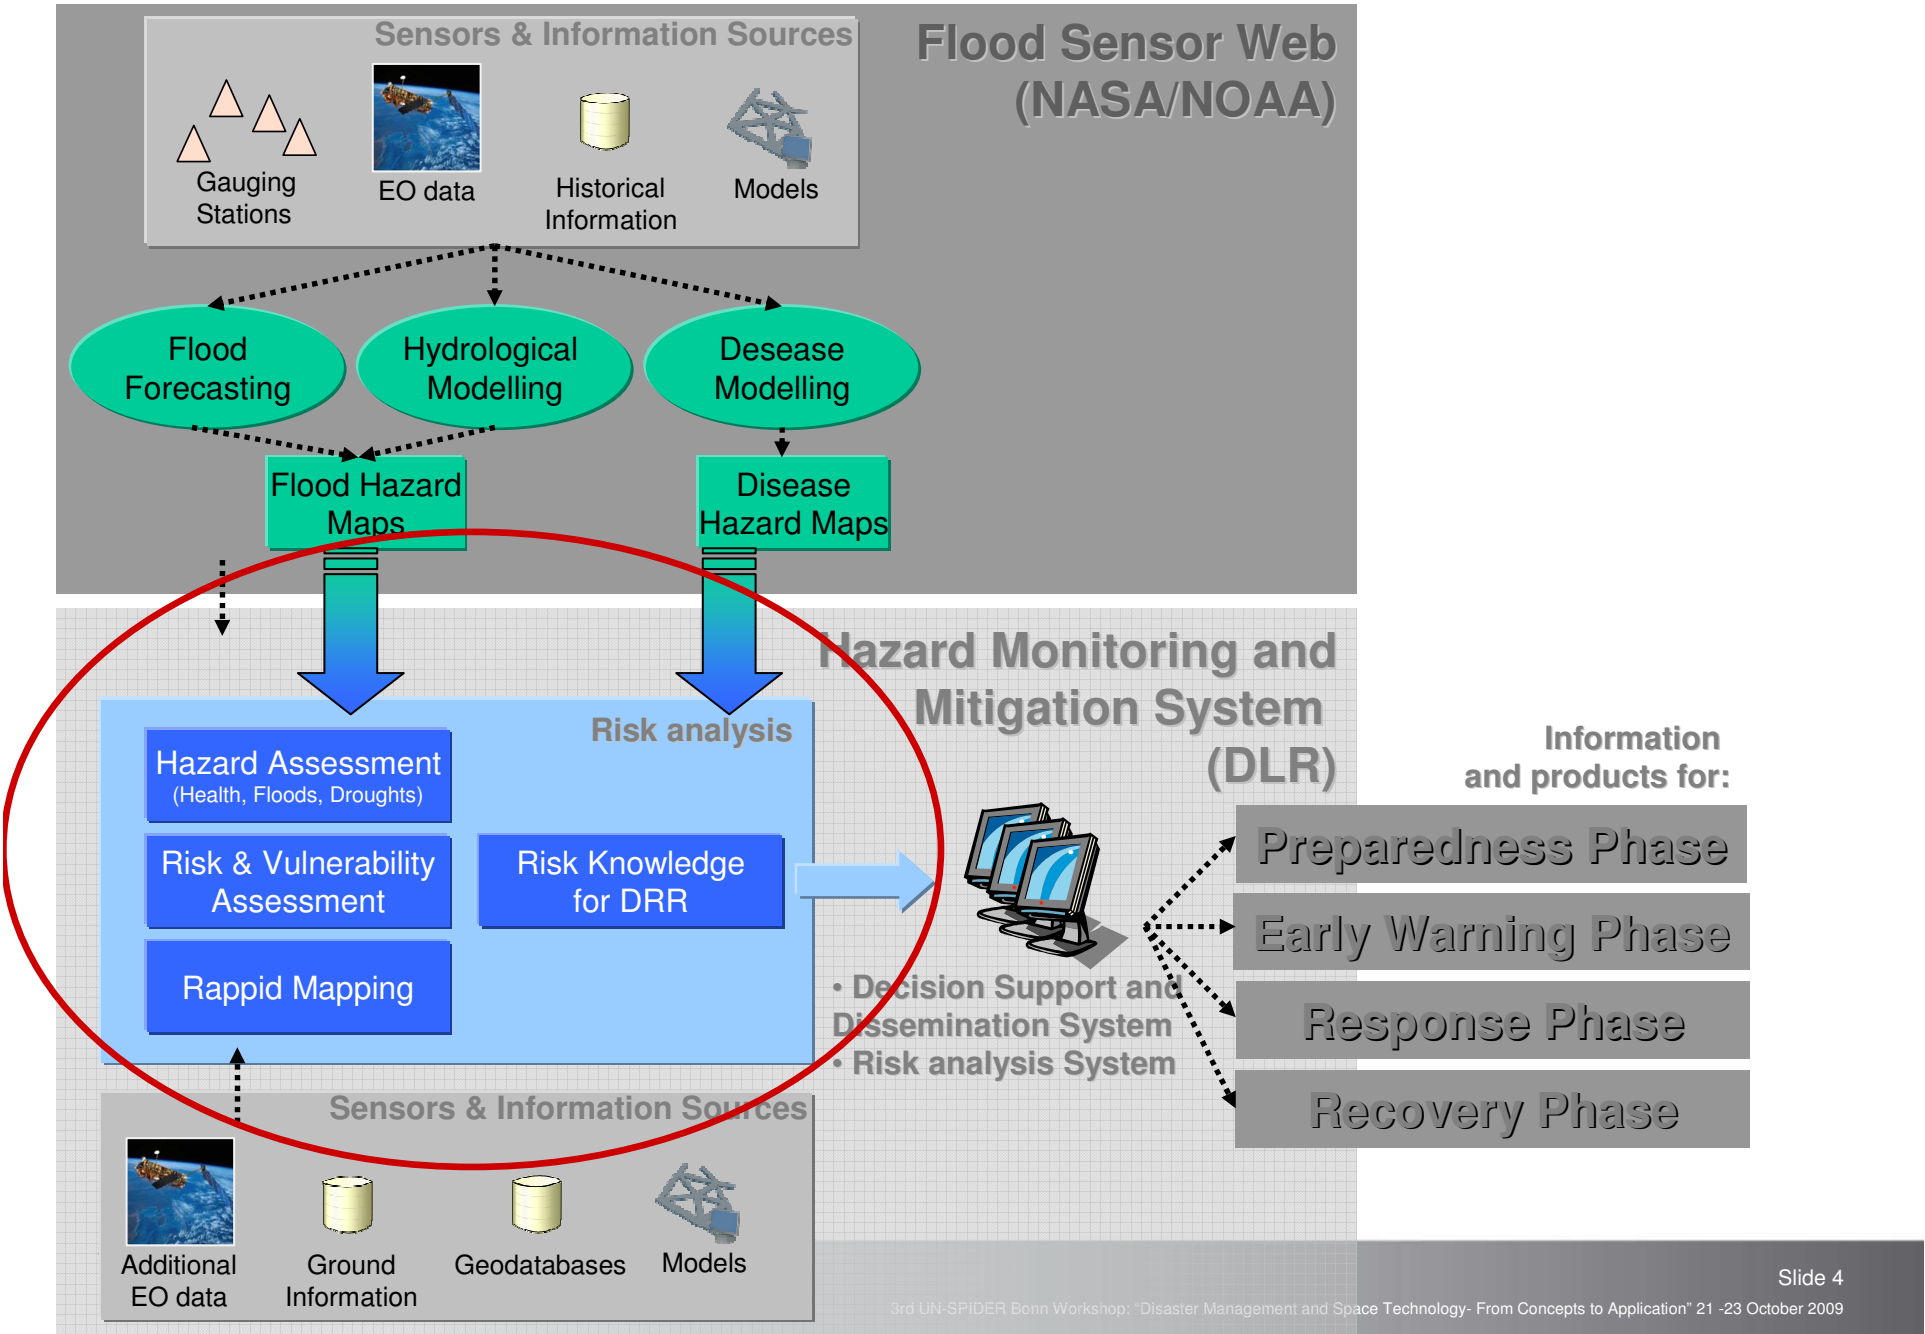 Sensors & Information Sources
Flood Sensor Web
(NASA/NOAA)
Gauging
Stations
EO data
Historical
Information
Models
Flood
Forecasting
Hydrological
Modelling
Desease
Modelling
Flood Hazard
Maps
Disease
Hazard Maps
Hazard Monitoring and
Mitigation System
(DLR)
Risk analysis
Hazard Assessment
(Health, Floods, Droughts)
Risk & Vulnerability
Assessment
Rappid Mapping
Risk Knowledge
for DRR
• Decision Support and
Dissemination System
• Risk analysis System
Information
and products for:
Preparedness Phase
Early Warning Phase
Response Phase
Recovery Phase
Sensors & Information Sources
Additional
EO data
Ground
Information
Geodatabases
Models
Slide 4
3rd UN-SPIDER Bonn Workshop: “Disaster Management and Space Technology- From Concepts to Application” 21 -23 October 2009